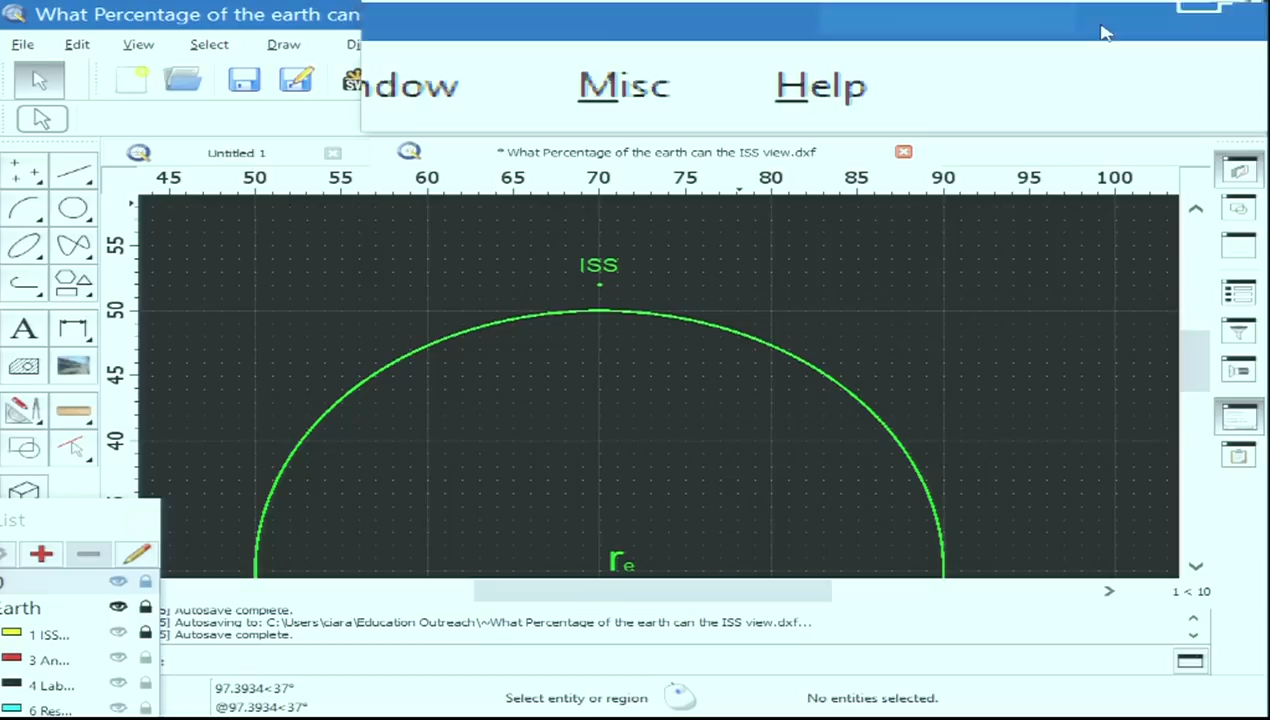 What Percentage of the earth can
File Edit View Select Draw
ndow Misc Help
Untitled 1
* What Percentage of the earth can the ISS view.dxf
45 50 55 60 65 70 75 80 85 90 95 100
55
50
45
40
ISS
re
List
0
Earth
1 ISS...
3 An...
4 Lab...
6 Res...
1 < 10
5] Autosave complete.
5] Autosaving to: C:\Users\ciara\Education Outreach\~What Percentage of the earth can the ISS view.dxf...
5] Autosave complete.
97.3934<37°
@97.3934<37°
Select entity or region
No entities selected.